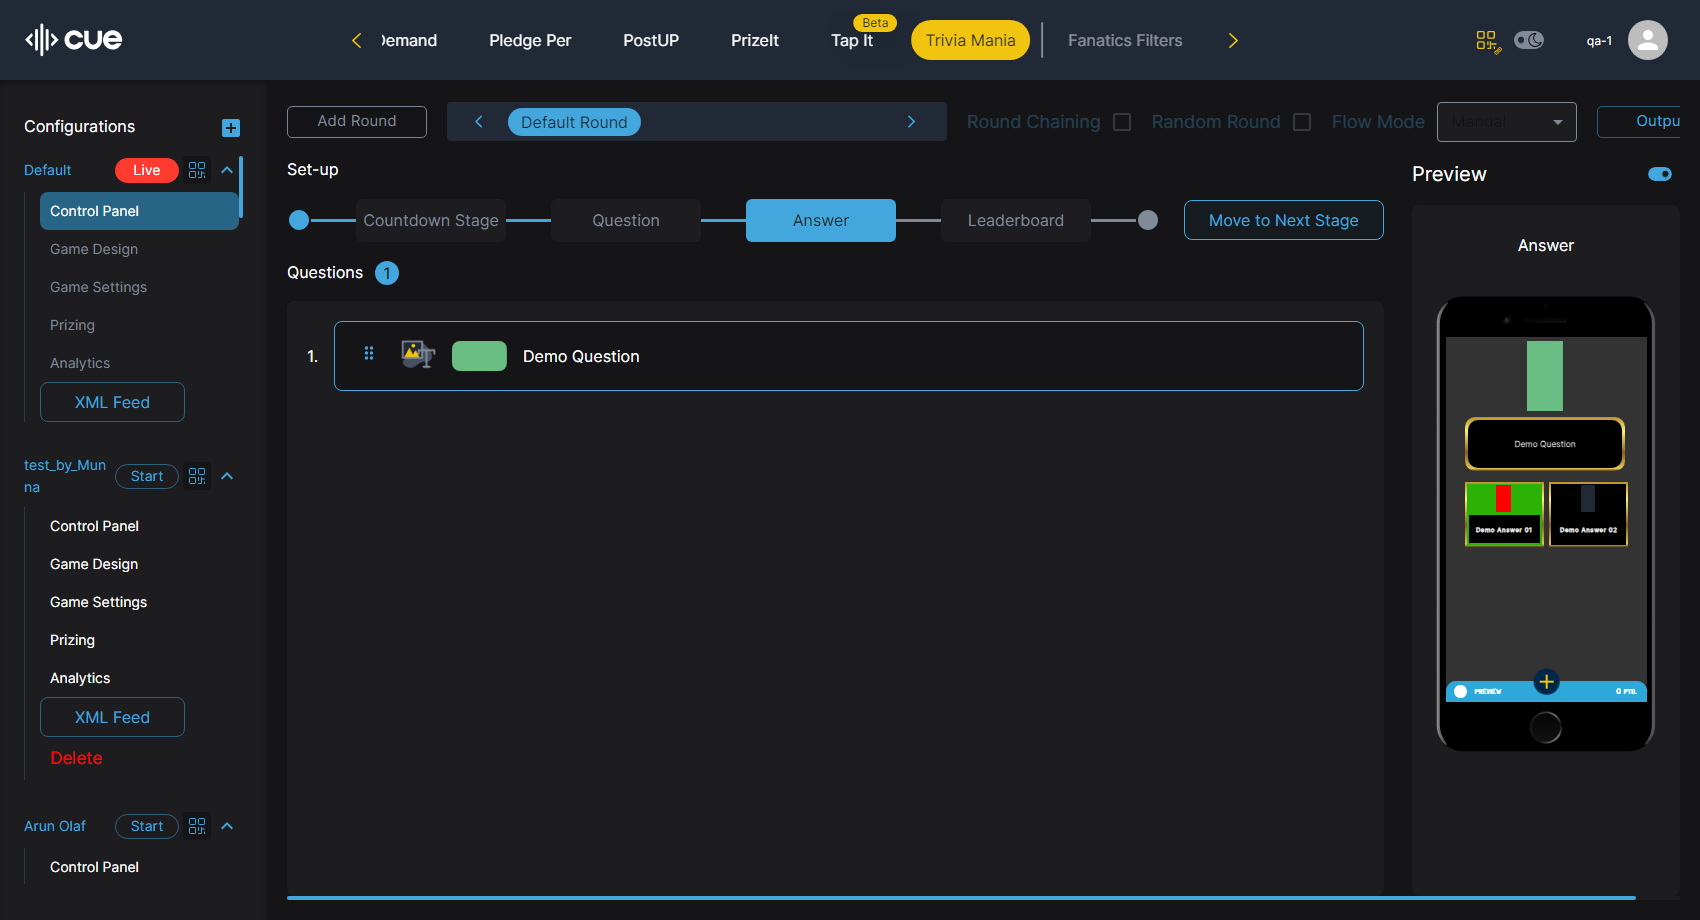 cue
Demand
Pledge Per
PostUP
PrizeIt
Tap It
Beta
Trivia Mania
Fanatics Filters
qa-1
Configurations
Default
Live
Control Panel
Game Design
Game Settings
Prizing
Analytics
XML Feed
test_by_Mun
na
Start
Control Panel
Game Design
Game Settings
Prizing
Analytics
XML Feed
Delete
Arun Olaf
Start
Control Panel
Add Round
Default Round
Round Chaining
Random Round
Flow Mode
Manual
Outpu
Set-up
Countdown Stage
Question
Answer
Leaderboard
Move to Next Stage
Questions 1
1.
Demo Question
Preview
Answer
Demo Question
Demo Answer 01
Demo Answer 02
PREVIEW
0 PTS.